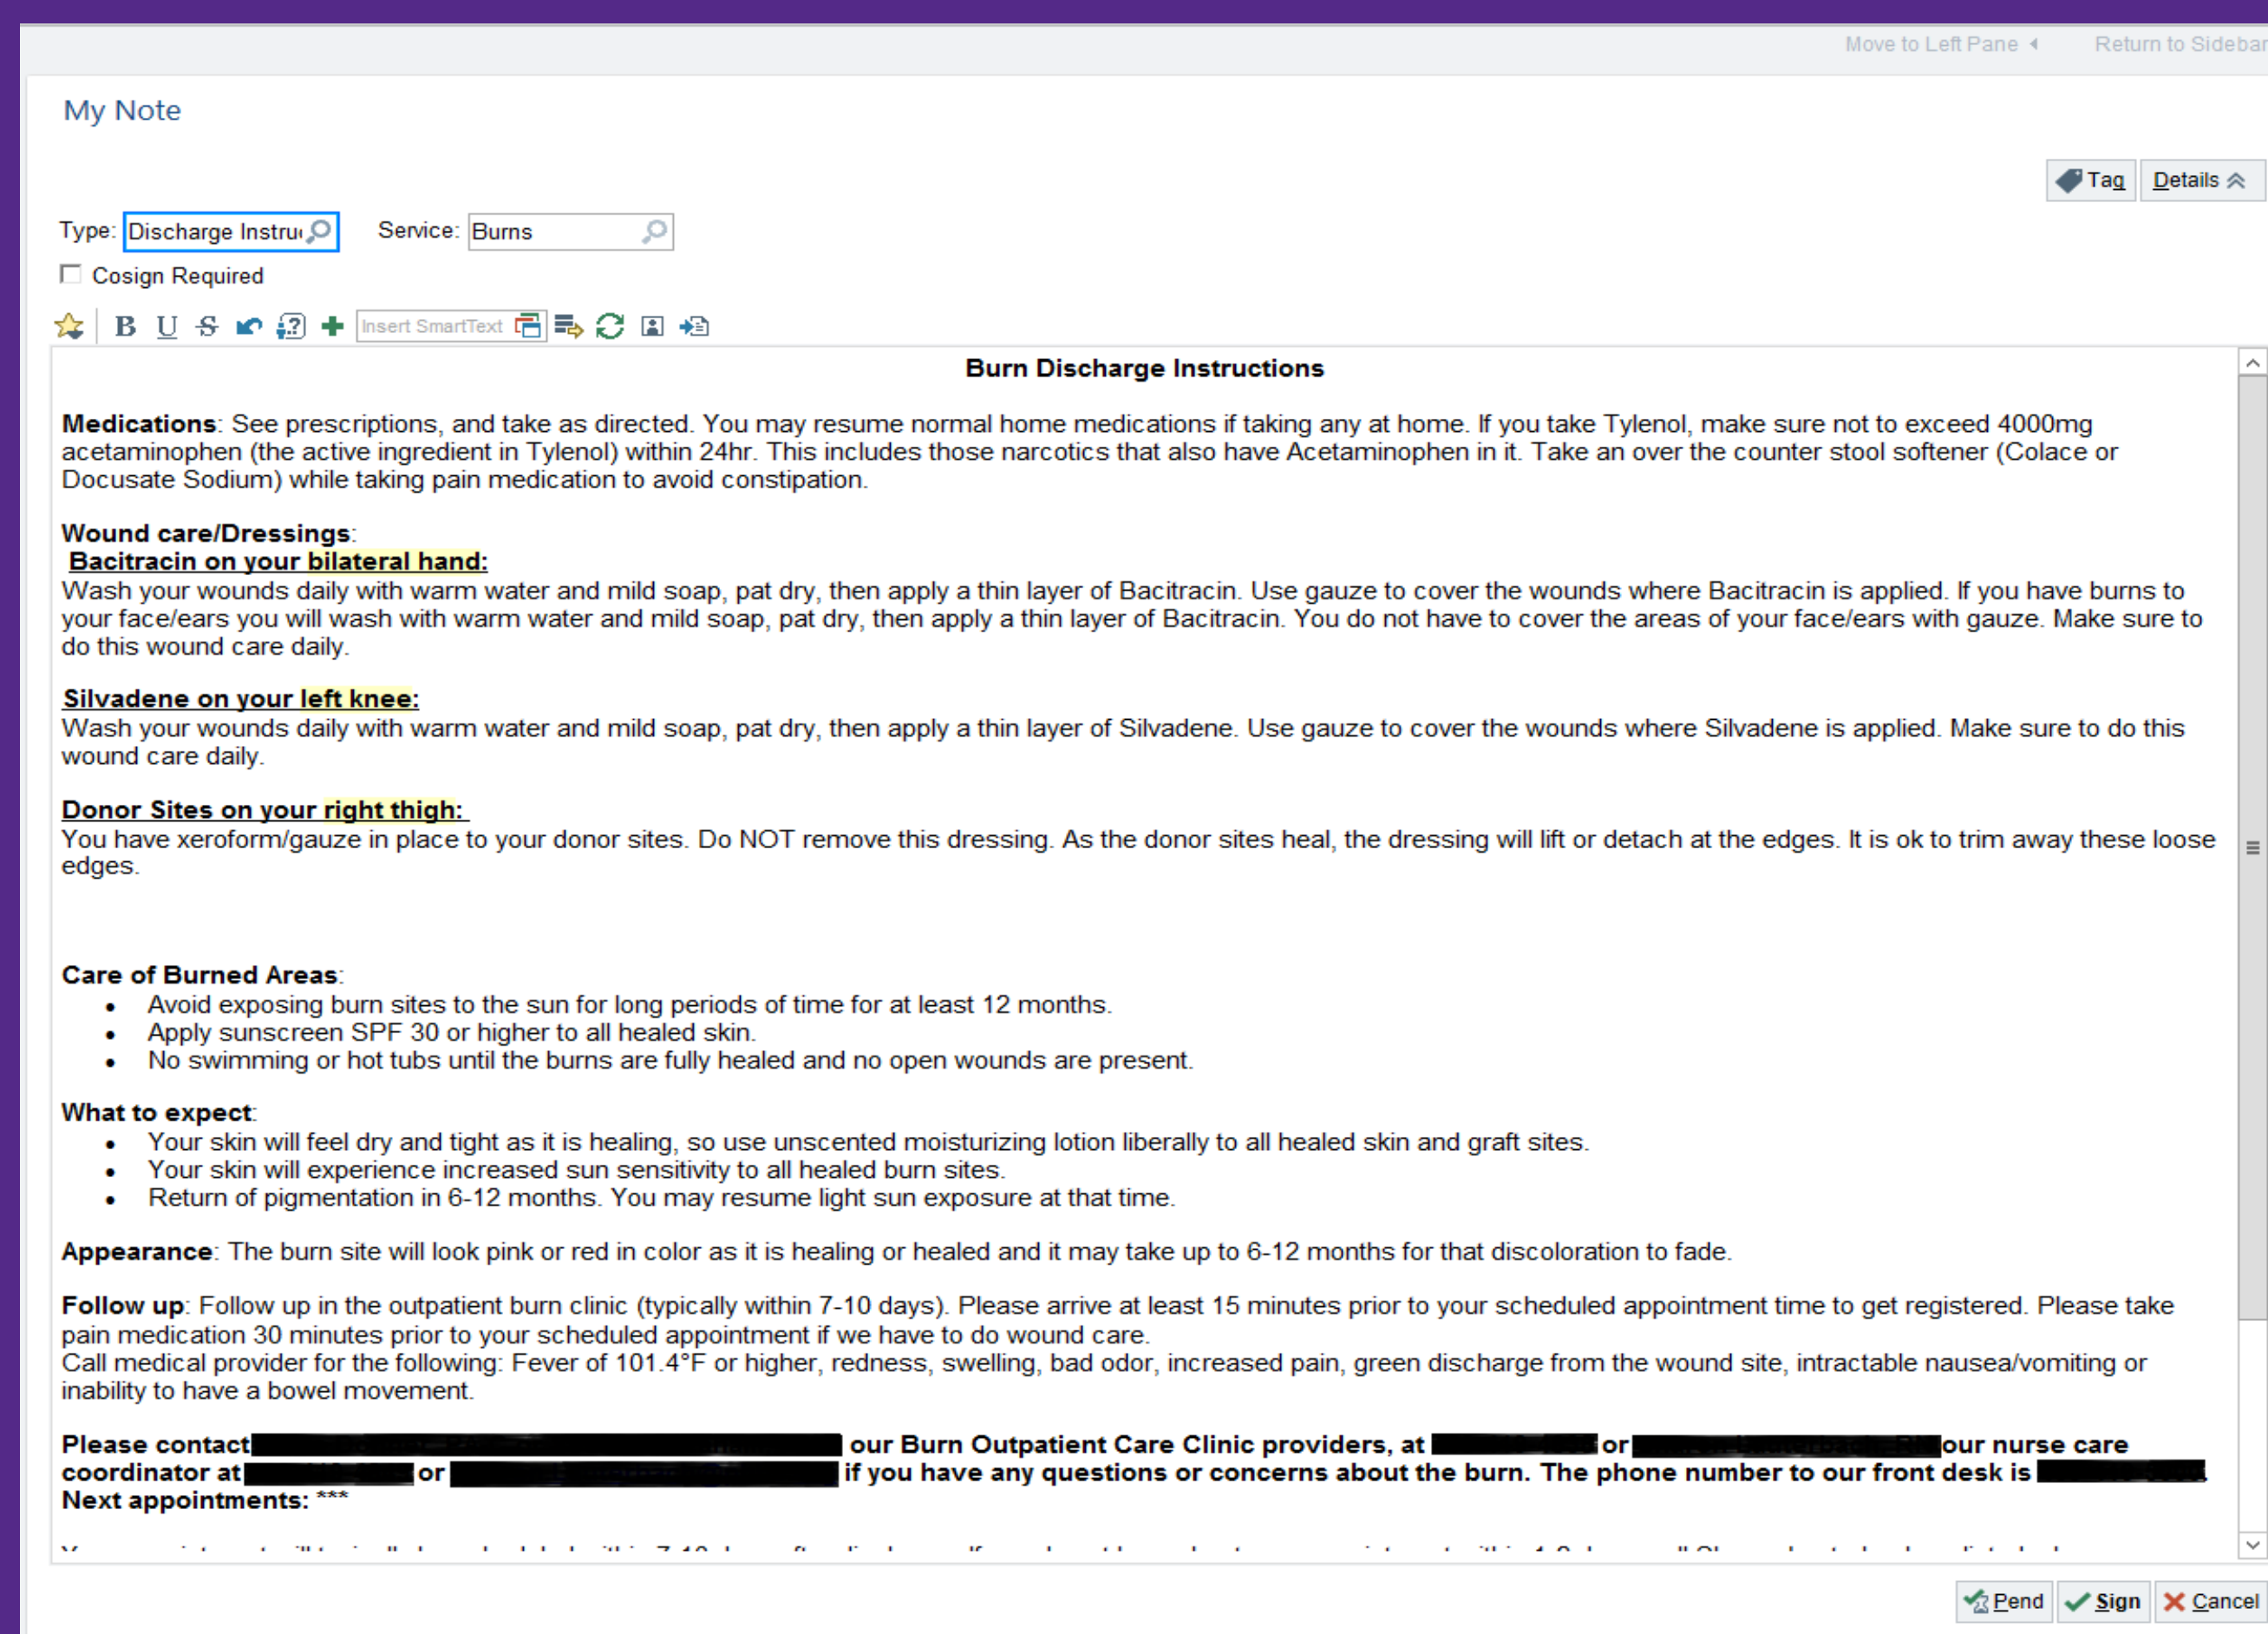 Move to Left Pane
Return to Sidebar
My Note
Tag Details
Type: Discharge Instru Service: Burns
Cosign Required
B U S Insert SmartText
Burn Discharge Instructions
Medications: See prescriptions, and take as directed. You may resume normal home medications if taking any at home. If you take Tylenol, make sure not to exceed 4000mg
acetaminophen (the active ingredient in Tylenol) within 24hr. This includes those narcotics that also have Acetaminophen in it. Take an over the counter stool softener (Colace or
Docusate Sodium) while taking pain medication to avoid constipation.
Wound care/Dressings:
Bacitracin on your bilateral hand:
Wash your wounds daily with warm water and mild soap, pat dry, then apply a thin layer of Bacitracin. Use gauze to cover the wounds where Bacitracin is applied. If you have burns to
your face/ears you will wash with warm water and mild soap, pat dry, then apply a thin layer of Bacitracin. You do not have to cover the areas of your face/ears with gauze. Make sure to
do this wound care daily.
Silvadene on your left knee:
Wash your wounds daily with warm water and mild soap, pat dry, then apply a thin layer of Silvadene. Use gauze to cover the wounds where Silvadene is applied. Make sure to do this
wound care daily.
Donor Sites on your right thigh:
You have xeroform/gauze in place to your donor sites. Do NOT remove this dressing. As the donor sites heal, the dressing will lift or detach at the edges. It is ok to trim away these loose
edges.
Care of Burned Areas:
• Avoid exposing burn sites to the sun for long periods of time for at least 12 months.
• Apply sunscreen SPF 30 or higher to all healed skin.
• No swimming or hot tubs until the burns are fully healed and no open wounds are present.
What to expect:
• Your skin will feel dry and tight as it is healing, so use unscented moisturizing lotion liberally to all healed skin and graft sites.
• Your skin will experience increased sun sensitivity to all healed burn sites.
• Return of pigmentation in 6-12 months. You may resume light sun exposure at that time.
Appearance: The burn site will look pink or red in color as it is healing or healed and it may take up to 6-12 months for that discoloration to fade.
Follow up: Follow up in the outpatient burn clinic (typically within 7-10 days). Please arrive at least 15 minutes prior to your scheduled appointment time to get registered. Please take
pain medication 30 minutes prior to your scheduled appointment if we have to do wound care.
Call medical provider for the following: Fever of 101.4°F or higher, redness, swelling, bad odor, increased pain, green discharge from the wound site, intractable nausea/vomiting or
inability to have a bowel movement.
Please contact our Burn Outpatient Care Clinic providers, at or our nurse care
coordinator at or if you have any questions or concerns about the burn. The phone number to our front desk is
Next appointments: ***
Pend Sign Cancel